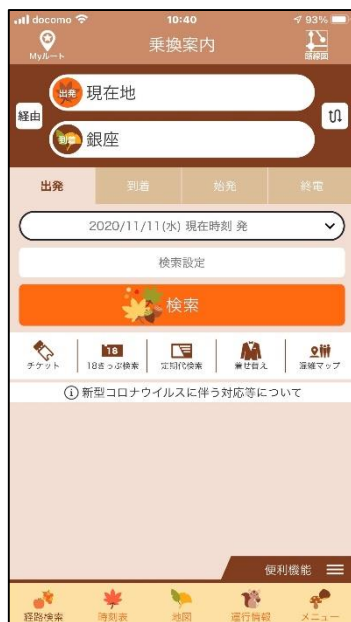 docomo 10:40 93%
Myルート 乗換案内 路線図
出発 現在地
経由
到着 銀座
出発 到着 始発 終電
2020/11/11(水) 現在時刻 発
検索設定
検索
18
チケット 18きっぷ検索 定期代検索 着せ替え 混雑マップ
i 新型コロナウイルスに伴う対応等について
便利機能
経路検索 時刻表 地図 運行情報 メニュー